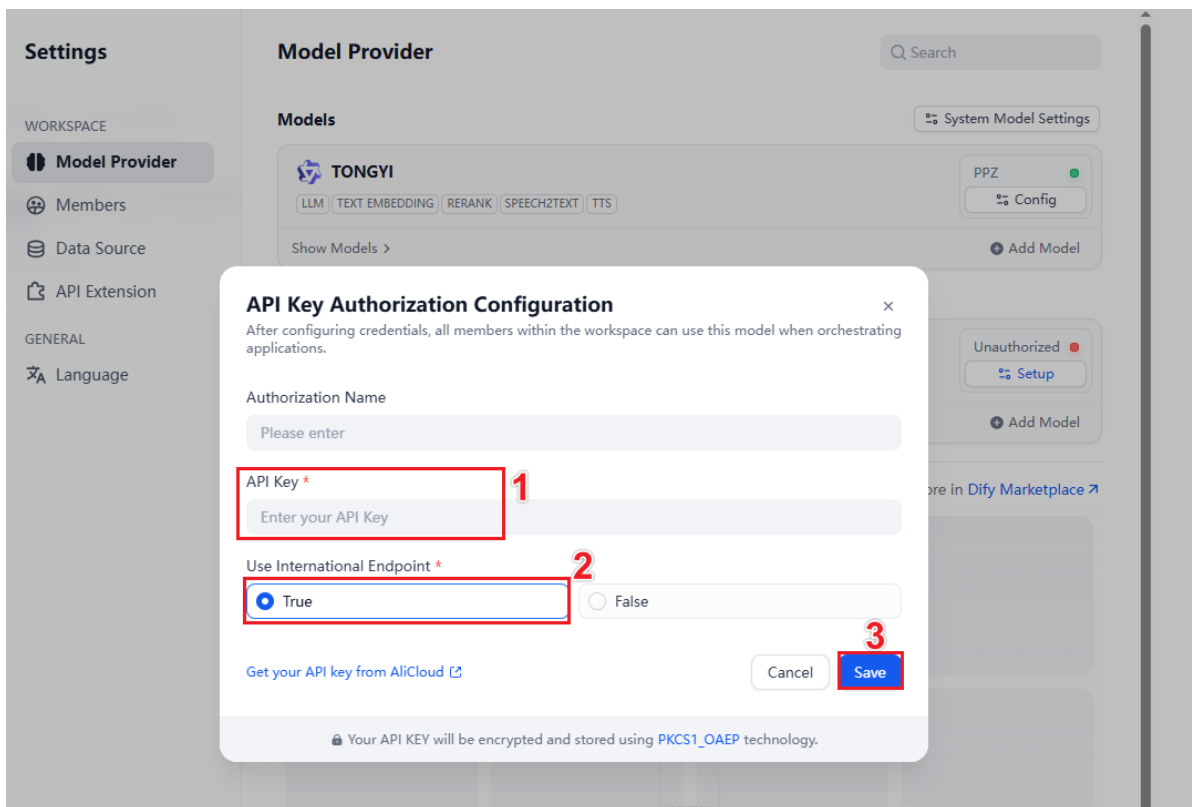 Settings
WORKSPACE
Model Provider
Members
Data Source
API Extension
GENERAL
Language
Model Provider
Search
Models
System Model Settings
TONGYI
LLM TEXT EMBEDDING RERANK SPEECH2TEXT TTS
PPZ
Config
Show Models
Add Model
Unauthorized
Setup
Add Model
in Dify Marketplace
API Key Authorization Configuration
After configuring credentials, all members within the workspace can use this model when orchestrating
applications.
Authorization Name
Please enter
API Key *
1
Enter your API Key
Use International Endpoint *
2
True
False
3
Get your API key from AliCloud
Cancel
Save
Your API KEY will be encrypted and stored using PKCS1_OAEP technology.